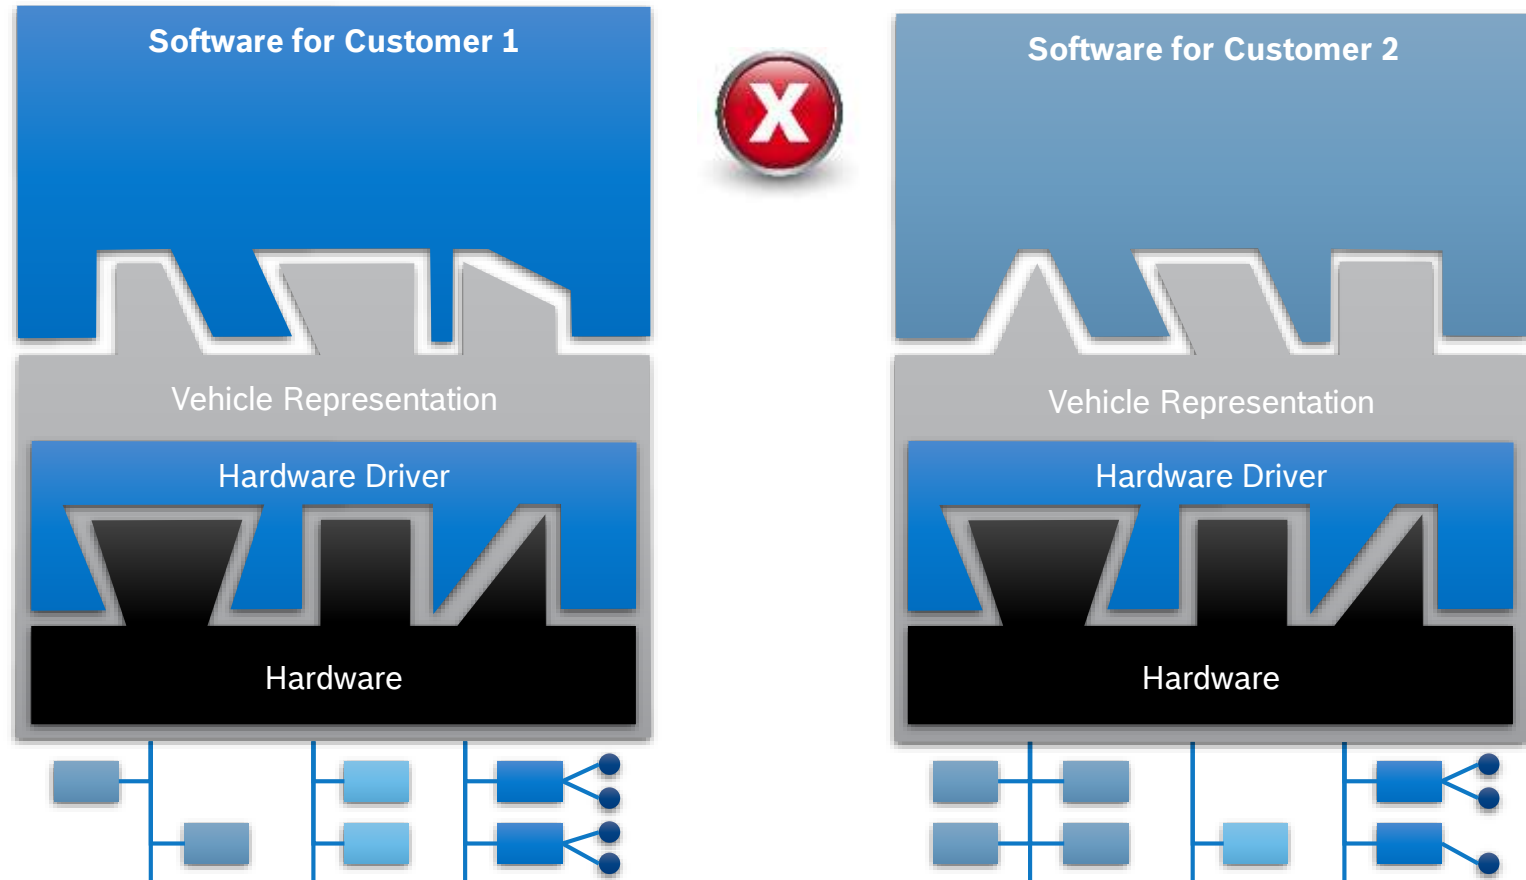 Software for Customer 1
X
Software for Customer 2
Vehicle Representation
Vehicle Representation
Hardware Driver
Hardware Driver
Hardware
Hardware